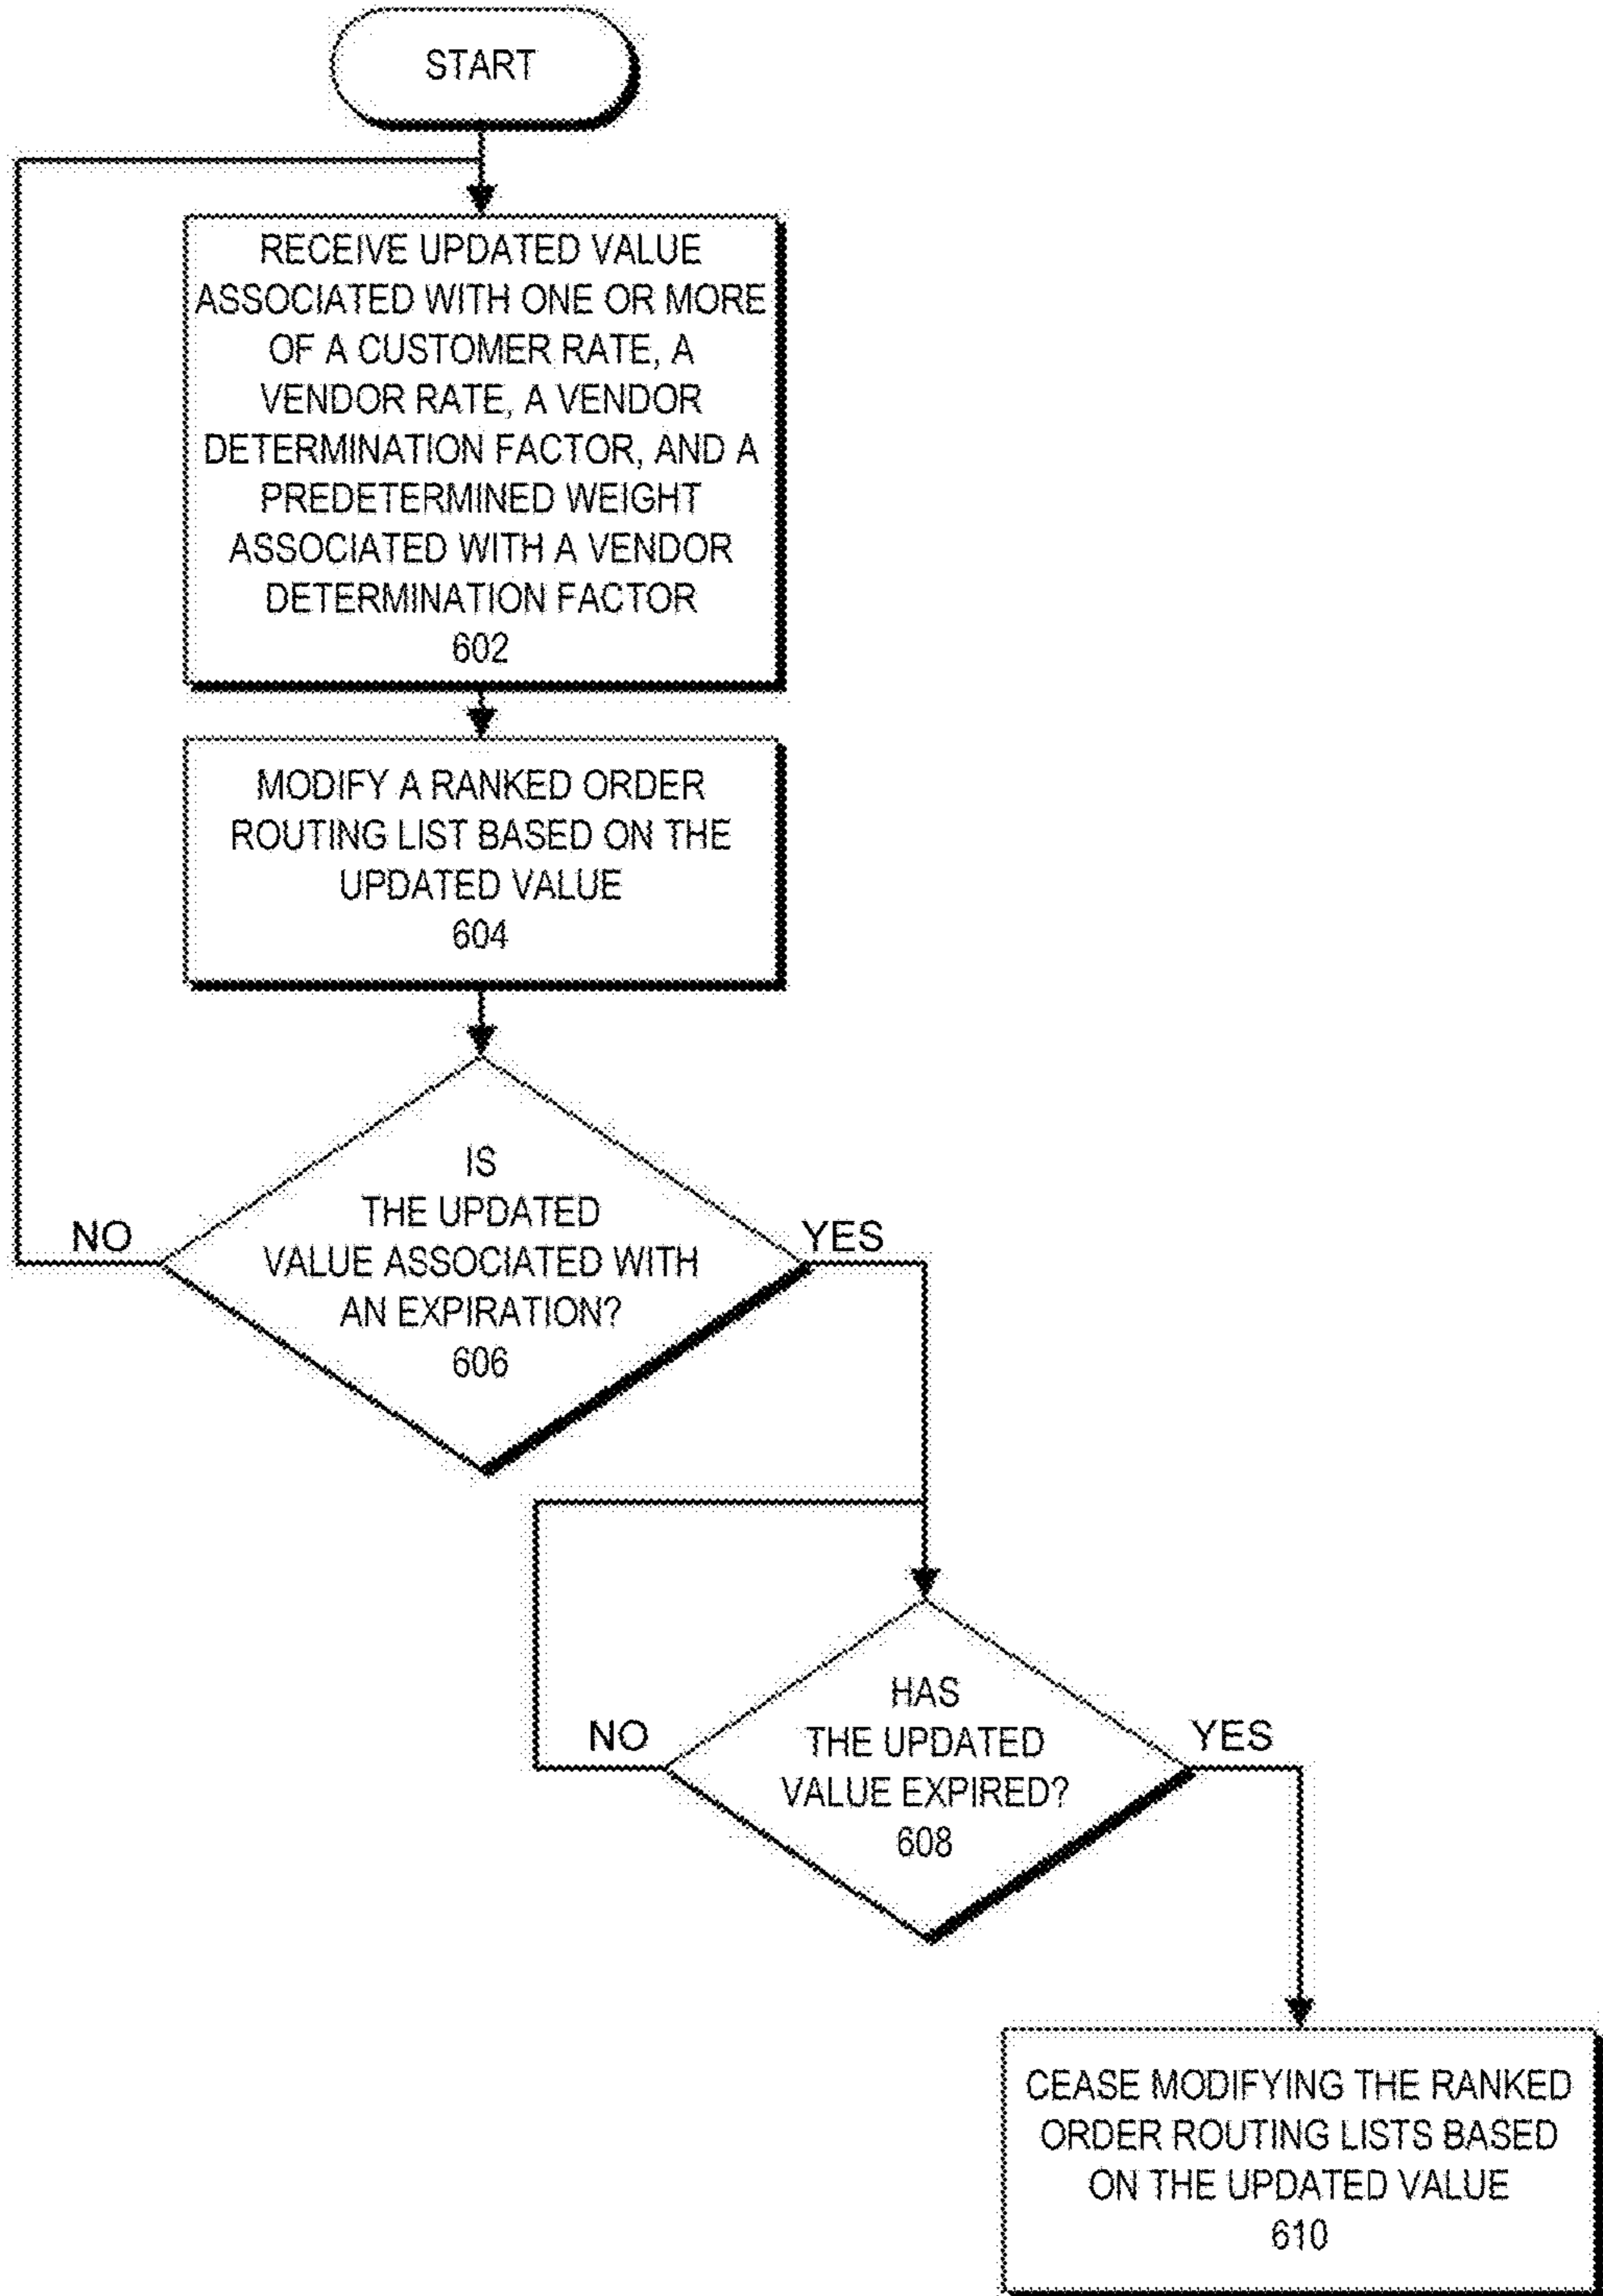 START
RECEIVE UPDATED VALUE
ASSOCIATED WITH ONE OR MORE
OF A CUSTOMER RATE, A
VENDOR RATE, A VENDOR
DETERMINATION FACTOR, AND A
PREDETERMINED WEIGHT
ASSOCIATED WITH A VENDOR
DETERMINATION FACTOR
602
MODIFY A RANKED ORDER
ROUTING LIST BASED ON THE
UPDATED VALUE
604
IS
THE UPDATED
VALUE ASSOCIATED WITH
AN EXPIRATION?
606
NO
YES
HAS
THE UPDATED
VALUE EXPIRED?
608
NO
YES
CEASE MODIFYING THE RANKED
ORDER ROUTING LISTS BASED
ON THE UPDATED VALUE
610